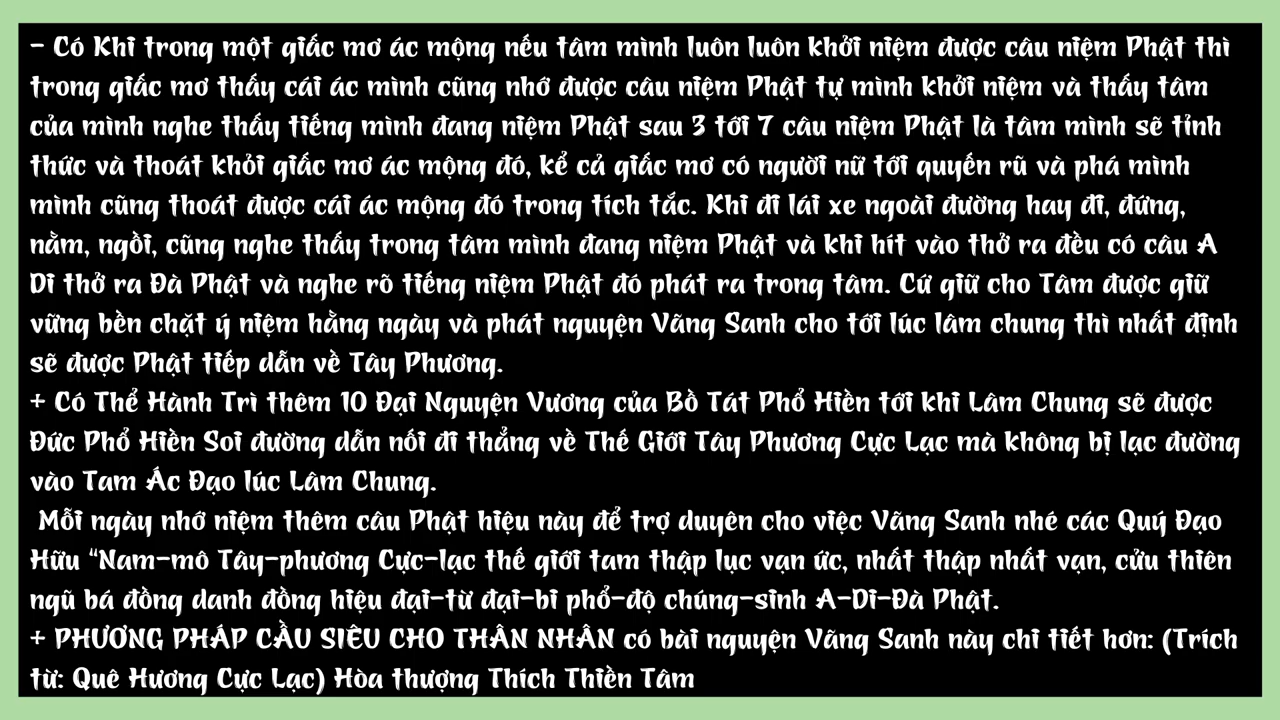 - Có Khi trong một giấc mơ ác mộng nếu tâm mình luôn luôn khởi niệm được câu niệm Phật thì
trong giấc mơ thấy cái ác mình cũng nhớ được câu niệm Phật tự mình khởi niệm và thấy tâm
của mình nghe thấy tiếng mình đang niệm Phật sau 3 tới 7 câu niệm Phật là tâm mình sẽ tỉnh
thức và thoát khỏi giấc mơ ác mộng đó, kể cả giấc mơ có người nữ tới quyến rũ và phá mình
mình cũng thoát được cái ác mộng đó trong tích tắc. Khi đi lái xe ngoài đường hay đi, đứng,
nằm, ngồi, cũng nghe thấy trong tâm mình đang niệm Phật và khi hít vào thở ra đều có câu A
Di thở ra Đà Phật và nghe rõ tiếng niệm Phật đó phát ra trong tâm. Cứ giữ cho Tâm được giữ
vững bền chặt ý niệm hằng ngày và phát nguyện Vãng Sanh cho tới lúc lâm chung thì nhất định
sẽ được Phật tiếp dẫn về Tây Phương.
+ Có Thể Hành Trì thêm 10 Đại Nguyện Vương của Bồ Tát Phổ Hiền tới khi Lâm Chung sẽ được
Đức Phổ Hiền Soi đường dẫn nối đi thẳng về Thế Giới Tây Phương Cực Lạc mà không bị lạc đường
vào Tam Ác Đạo lúc Lâm Chung.
Mỗi ngày nhớ niệm thêm câu Phật hiệu này để trợ duyên cho việc Vãng Sanh nhé các Quý Đạo
Hữu "Nam-mô Tây-phương Cực-lạc thế giới tam thập lục vạn ức, nhất thập nhất vạn, cửu thiên
ngũ bá đồng danh đồng hiệu đại-từ đại-bi phổ-độ chúng-sinh A-Di-Đà Phật.
+ PHƯƠNG PHÁP CẦU SIÊU CHO THÂN NHÂN có bài nguyện Vãng Sanh này chi tiết hơn: (Trích
từ: Quê Hương Cực Lạc) Hòa thượng Thích Thiền Tâm